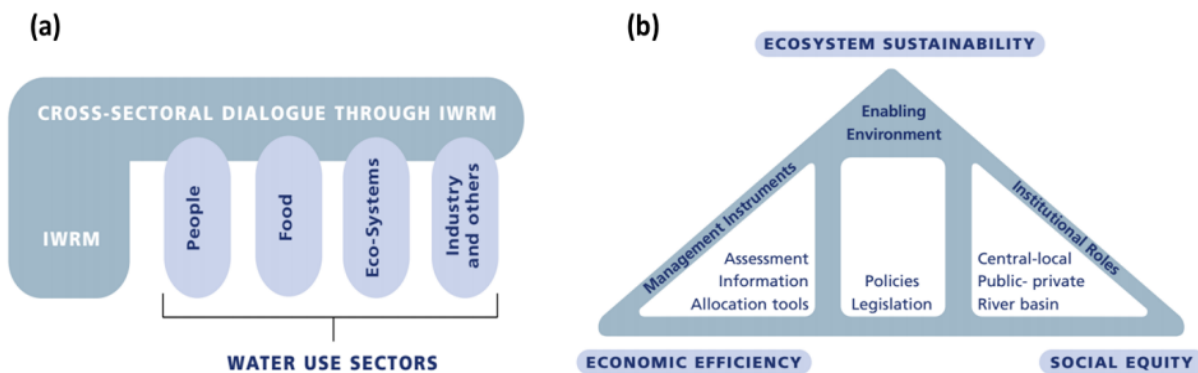 (a)
CROSS-SECTORAL DIALOGUE THROUGH IWRM
IWRM
People
Food
Eco-Systems
Industry
and others
WATER USE SECTORS
(b)
ECOSYSTEM SUSTAINABILITY
Enabling
Environment
Management Instruments
Institutional Roles
Assessment
Information
Allocation tools
Policies
Legislation
Central-local
Public- private
River basin
ECONOMIC EFFICIENCY
SOCIAL EQUITY